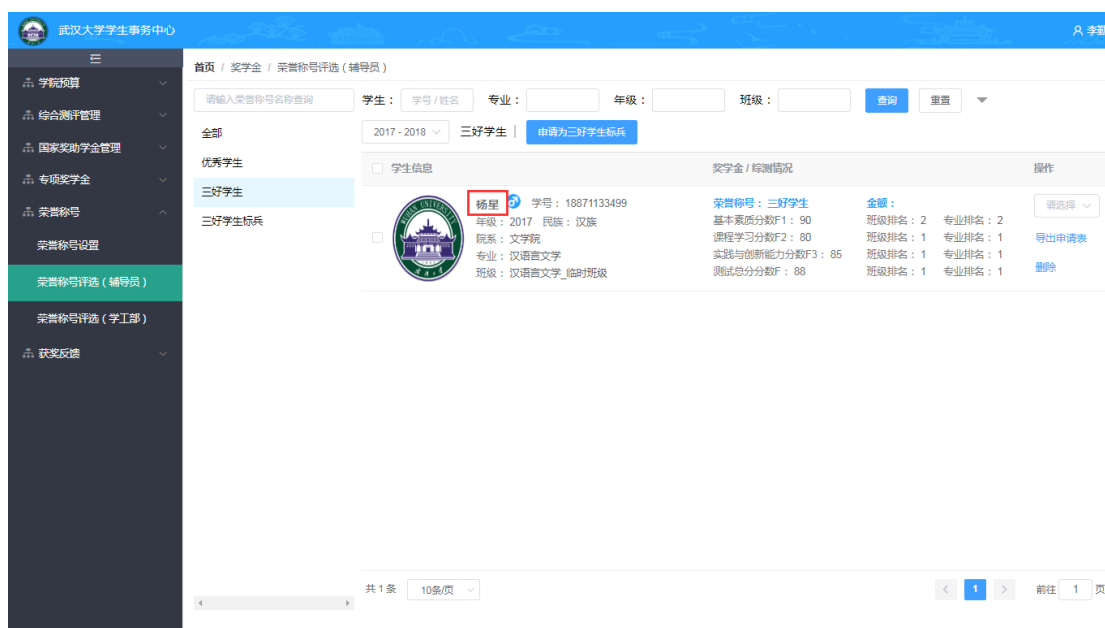 武汉大学学生事务中心
李勤
首页 / 奖学金 / 荣誉称号评选 ( 辅导员 )
学院预算
综合测评管理
国家奖助学金管理
专项奖学金
荣誉称号
荣誉称号设置
荣誉称号评选 ( 辅导员 )
荣誉称号评选 ( 学工部 )
获奖反馈
请输入荣誉称号名称查询
全部
优秀学生
三好学生
三好学生标兵
学生： 学号 / 姓名 专业： 年级： 班级： 查询 重置
2017 - 2018 三好学生 申请为三好学生标兵
学生信息 奖学金 / 综测情况 操作
杨星 学号：18871133499
年级：2017 民族：汉族
院系：文学院
专业：汉语言文学
班级：汉语言文学_临时班级
荣誉称号：三好学生 金额：
基本素质分数F1：90 班级排名：2 专业排名：2
课程学习分数F2：80 班级排名：1 专业排名：1
实践与创新能力分数F3：85 班级排名：1 专业排名：1
测试总分分数F：88 班级排名：1 专业排名：1
请选择
导出申请表
删除
共 1 条 10条/页 1 前往 1 页